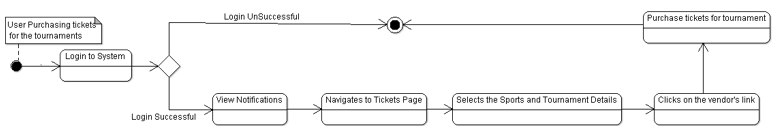 User Purchasing tickets
for the tournaments
Login to System
Login UnSuccessful
Login Successful
View Notifications
Navigates to Tickets Page
Selects the Sports and Tournament Details
Clicks on the vendor's link
Purchase tickets for tournament